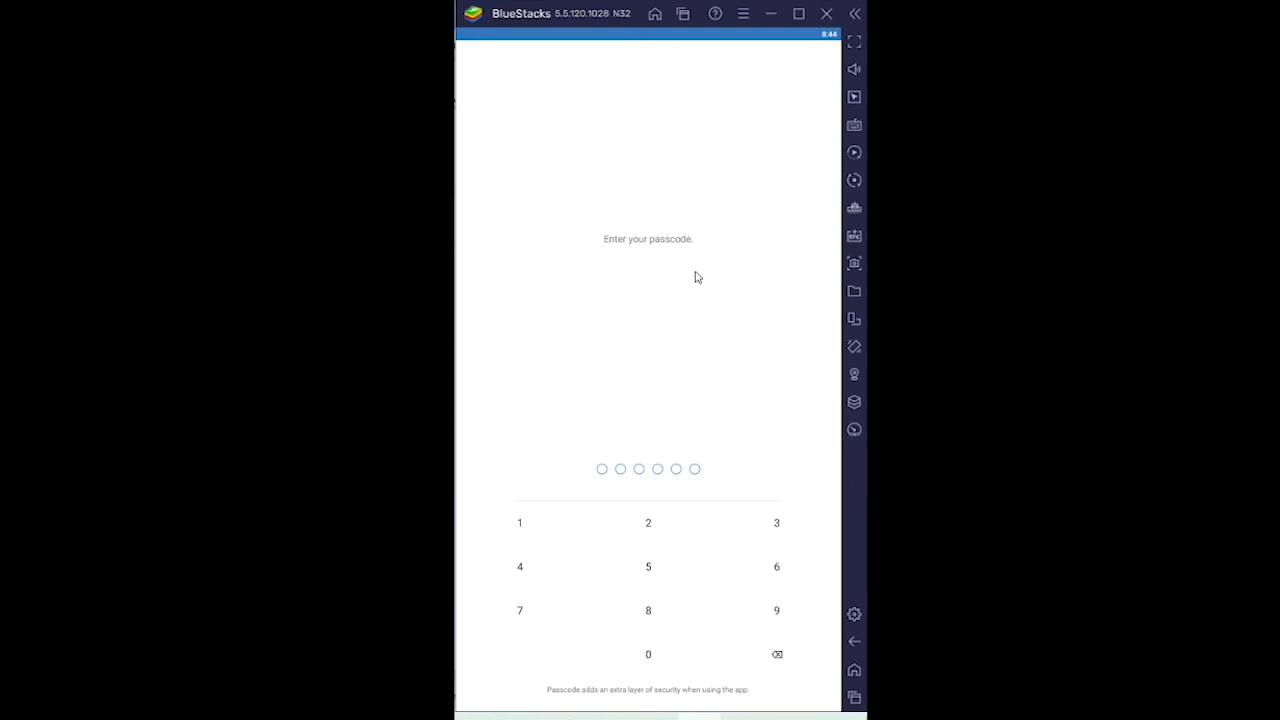 BlueStacks 5.5.120.1028 N32
8:44
Enter your passcode.
1 2 3
4 5 6
7 8 9
0
Passcode adds an extra layer of security when using the app.